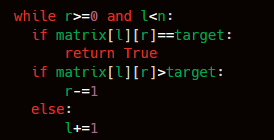 while r>=0 and l<n:
  if matrix[l][r]==target:
      return True
  if matrix[l][r]>target:
      r-=1
  else:
      l+=1